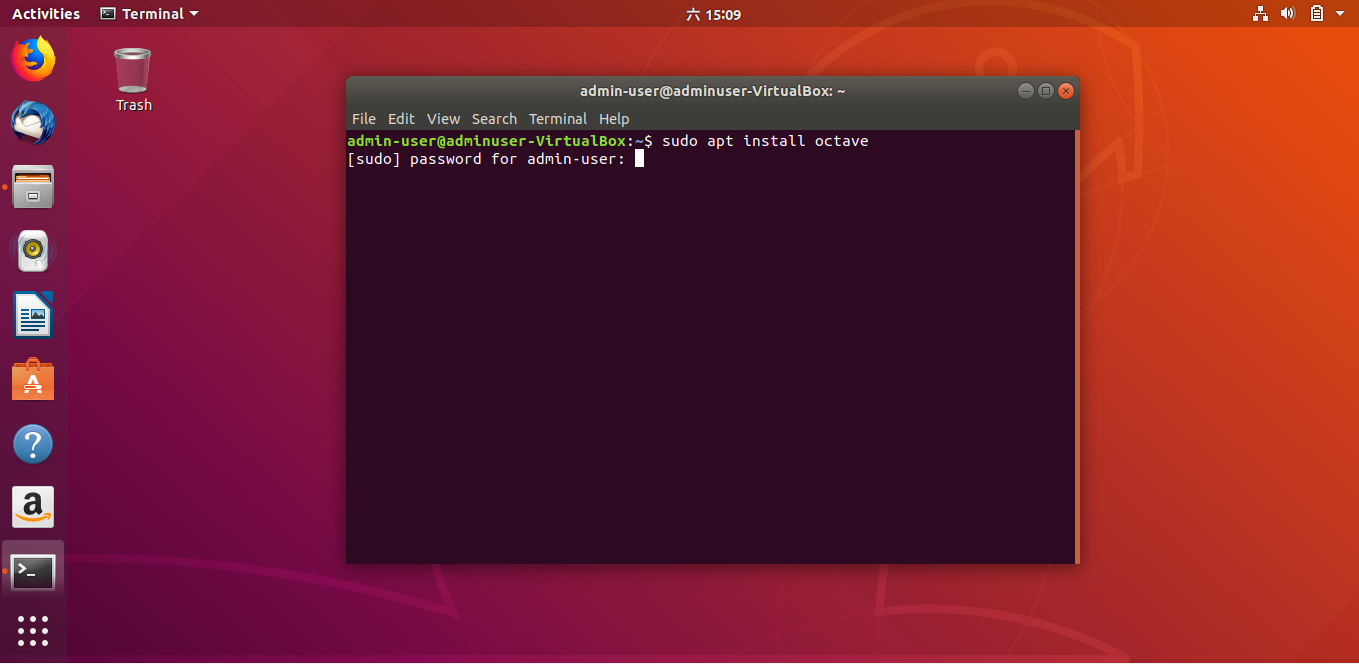 Activities
Terminal
六 15:09
Trash
admin-user@adminuser-VirtualBox: ~
File Edit View Search Terminal Help
admin-user@adminuser-VirtualBox:~$ sudo apt install octave
[sudo] password for admin-user: